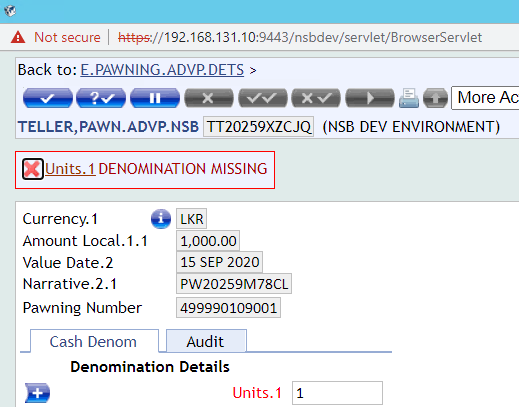 Not secure https://192.168.131.10:9443/nsbdev/servlet/BrowserServlet
Back to: E.PAWNING.ADVP.DETS >
More Ac
TELLER,PAWN.ADVP.NSB TT20259XZCJQ (NSB DEV ENVIRONMENT)
Units.1 DENOMINATION MISSING
Currency.1 LKR
Amount Local.1.1 1,000.00
Value Date.2 15 SEP 2020
Narrative.2.1 PW20259M78CL
Pawning Number 499990109001
Cash Denom Audit
Denomination Details
Units.1 1